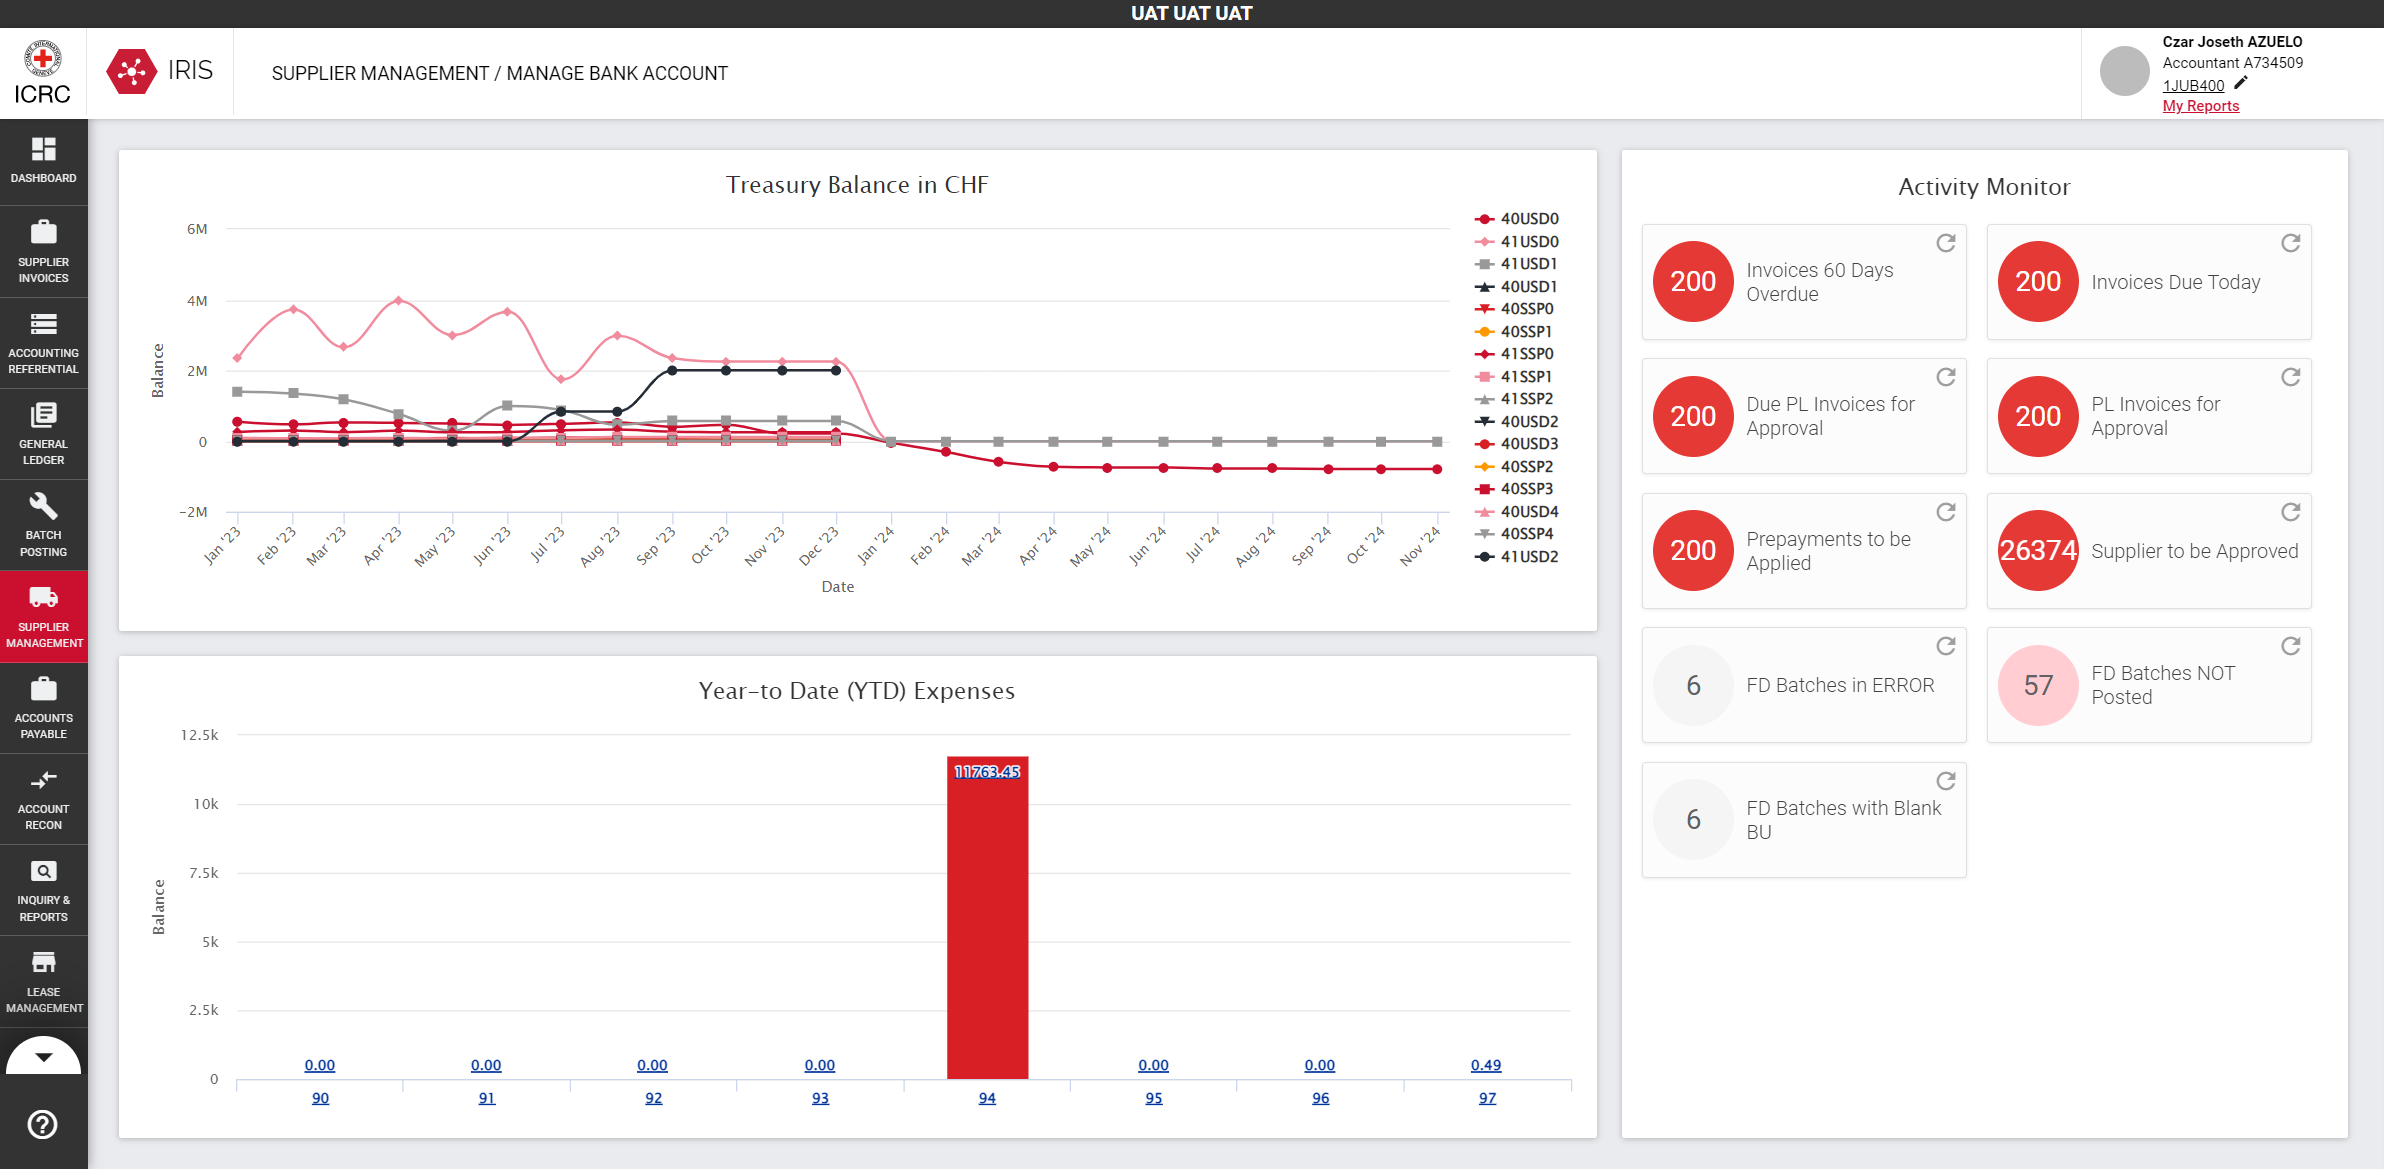 UAT UAT UAT
ICRC
IRIS
SUPPLIER MANAGEMENT / MANAGE BANK ACCOUNT
Czar Joseth AZUELO
Accountant A734509
1JUB400
My Reports
DASHBOARD
SUPPLIER
INVOICES
ACCOUNTING
REFERENTIAL
GENERAL
LEDGER
BATCH
POSTING
SUPPLIER
MANAGEMENT
ACCOUNTS
PAYABLE
ACCOUNT
RECON
INQUIRY &
REPORTS
LEASE
MANAGEMENT
Treasury Balance in CHF
6M
4M
2M
0
-2M
Balance
Jan '23
Feb '23
Mar '23
Apr '23
May '23
Jun '23
Jul '23
Aug '23
Sep '23
Oct '23
Nov '23
Dec '23
Jan '24
Feb '24
Mar '24
Apr '24
May '24
Jun '24
Jul '24
Aug '24
Sep '24
Oct '24
Nov '24
Date
40USD0
41USD0
41USD1
40USD1
40SSP0
40SSP1
41SSP0
41SSP1
41SSP2
40USD2
40USD3
40SSP2
40SSP3
40USD4
40SSP4
41USD2
Year-to Date (YTD) Expenses
12.5k
10k
7.5k
5k
2.5k
0
Balance
0.00
0.00
0.00
0.00
11763.45
0.00
0.00
0.49
90
91
92
93
94
95
96
97
Activity Monitor
200
Invoices 60 Days
Overdue
200
Invoices Due Today
200
Due PL Invoices for
Approval
200
PL Invoices for
Approval
200
Prepayments to be
Applied
26374
Supplier to be Approved
6
FD Batches in ERROR
57
FD Batches NOT
Posted
6
FD Batches with Blank
BU